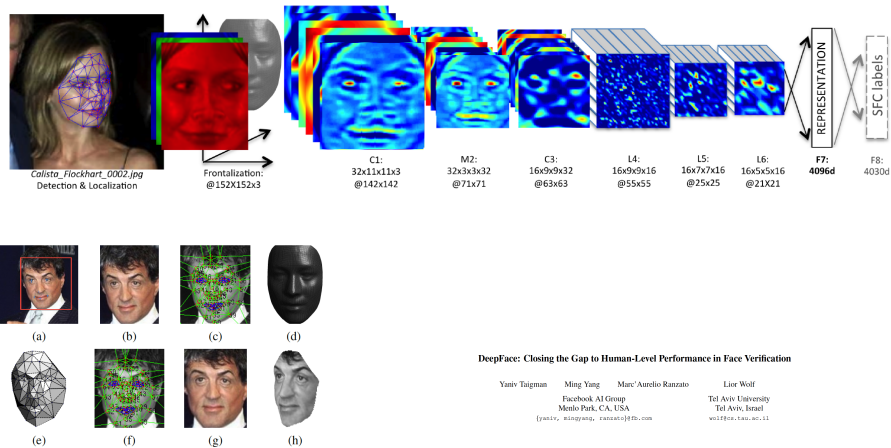 Calista_Flockhart_0002.jpg
Detection & Localization
Frontalization:
@152X152x3
C1:
32x11x11x3
@142x142
M2:
32x3x3x32
@71x71
C3:
16x9x9x32
@63x63
L4:
16x9x9x16
@55x55
L5:
16x7x7x16
@25x25
L6:
16x5x5x16
@21X21
REPRESENTATION
F7:
4096d
SFC labels
F8:
4030d
(a)
(b)
(c)
(d)
(e)
(f)
(g)
(h)
DeepFace: Closing the Gap to Human-Level Performance in Face Verification
Yaniv Taigman Ming Yang Marc'Aurelio Ranzato
Facebook AI Group
Menlo Park, CA, USA
{yaniv, mingyang, ranzato}@fb.com
Lior Wolf
Tel Aviv University
Tel Aviv, Israel
wolf@cs.tau.ac.il